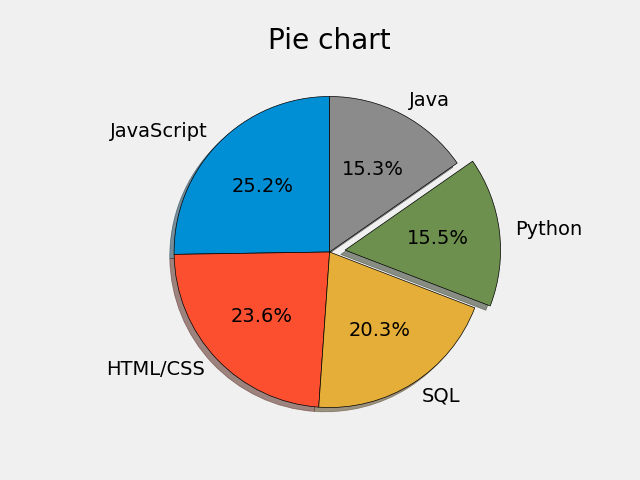 Pie chart
Java
JavaScript
15.3%
25.2%
Python
15.5%
23.6%
20.3%
HTML/CSS
SQL